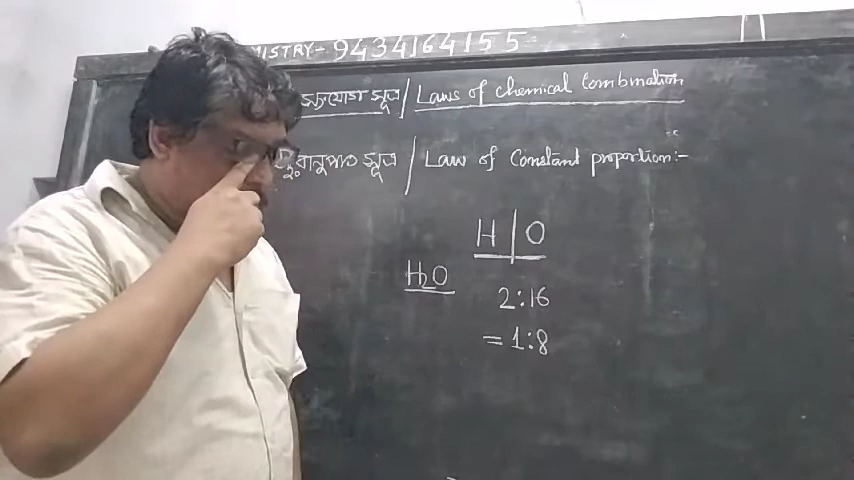 MISTRY- 9434164155
সংযোগ সূত্র / Laws of chemical Combination
নুপাত সূত্র / Law of Constant proportion:-
H | O
H2O
2:16
= 1:8